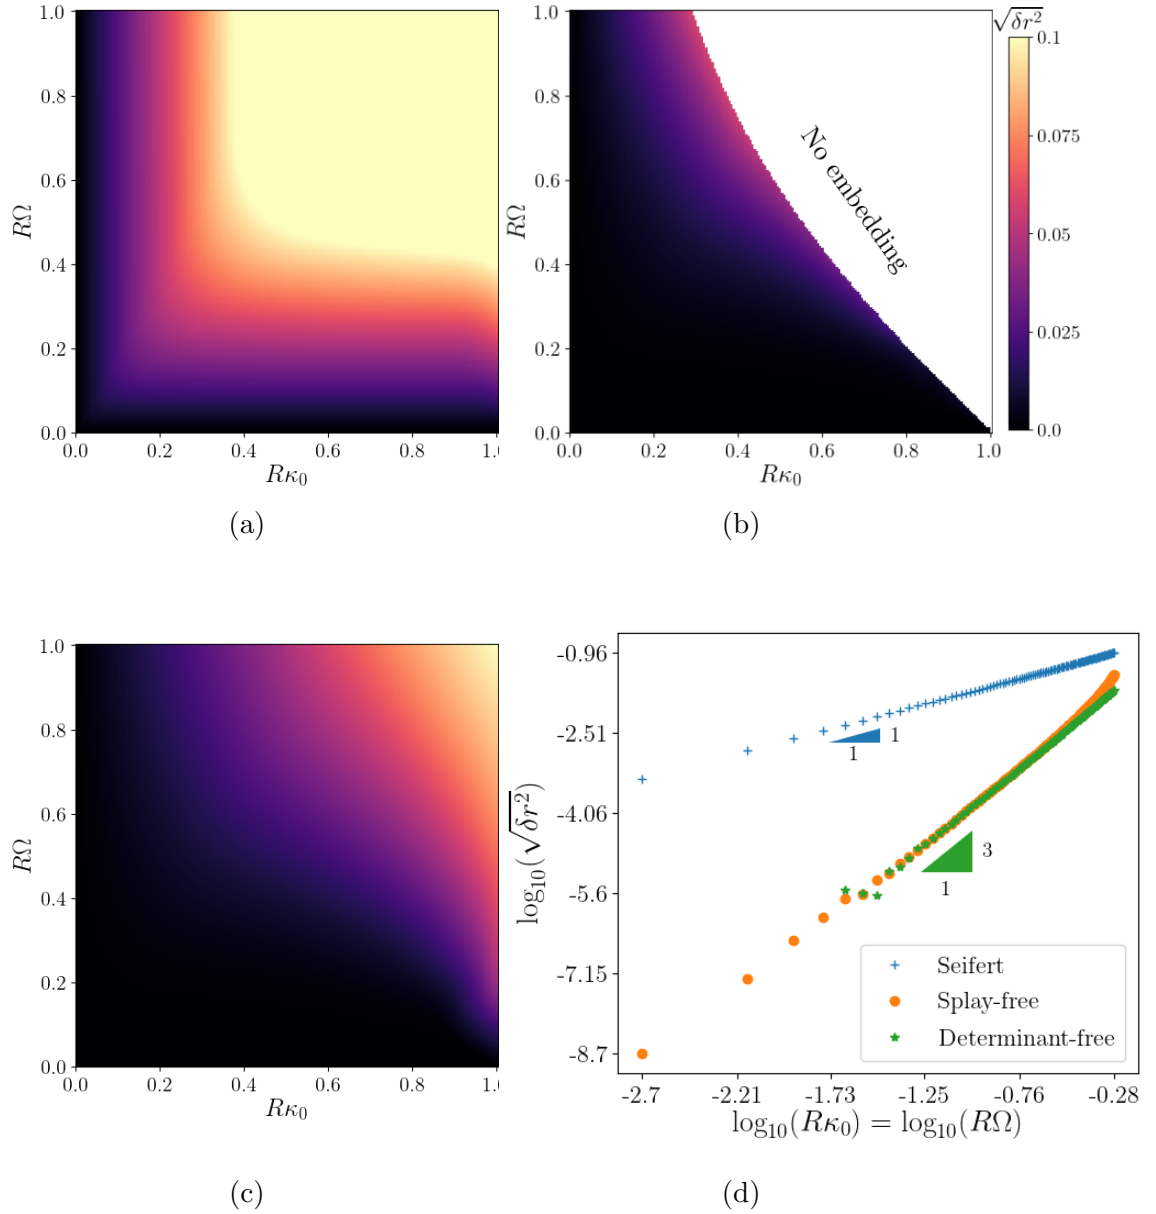 1.0
0.8
0.6
0.4
0.2
0.0
RΩ
0.0 0.2 0.4 0.6 0.8 1.0
Rκ₀
(a)
1.0
0.8
0.6
0.4
0.2
0.0
RΩ
No embedding
0.0 0.2 0.4 0.6 0.8 1.0
Rκ₀
(b)
√δr²
0.1
0.075
0.05
0.025
0.0
1.0
0.8
0.6
0.4
0.2
0.0
RΩ
0.0 0.2 0.4 0.6 0.8 1.0
Rκ₀
(c)
-0.96
-2.51
-4.06
-5.6
-7.15
-8.7
log₁₀(√δr²)
1
1
3
1
Seifert
Splay-free
Determinant-free
-2.7 -2.21 -1.73 -1.25 -0.76 -0.28
log₁₀(Rκ₀) = log₁₀(RΩ)
(d)